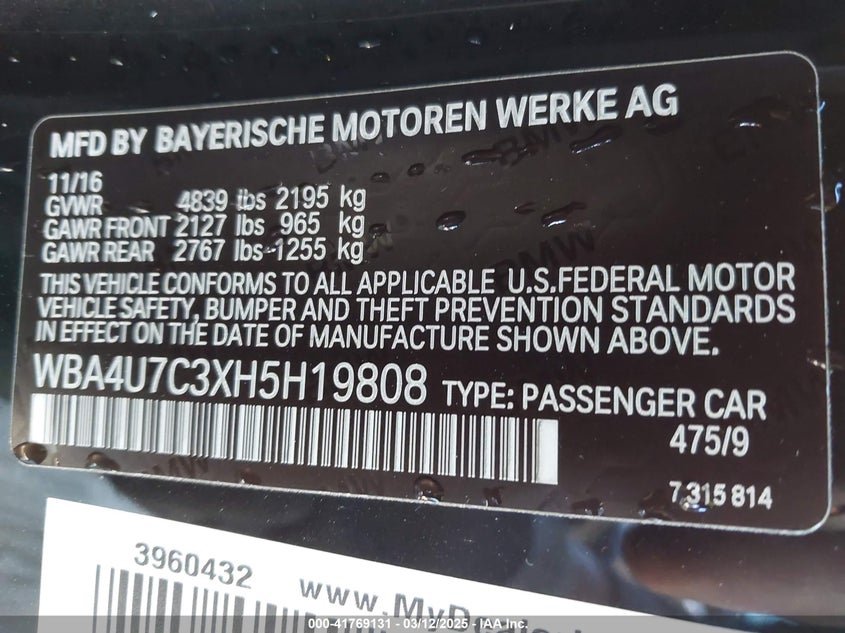 MFD BY BAYERISCHE MOTOREN WERKE AG
11/16
GVWR 4839 lbs 2195 kg
GAWR FRONT 2127 lbs 965 kg
GAWR REAR 2767 lbs-1255 kg
THIS VEHICLE CONFORMS TO ALL APPLICABLE U.S.FEDERAL MOTOR
VEHICLE SAFETY, BUMPER AND THEFT PREVENTION STANDARDS
IN EFFECT ON THE DATE OF MANUFACTURE SHOWN ABOVE.
WBA4U7C3XH5H19808 TYPE: PASSENGER CAR
475/9
7 315 814
3960432
41769131 — 03/12/2025 — IAA Inc.